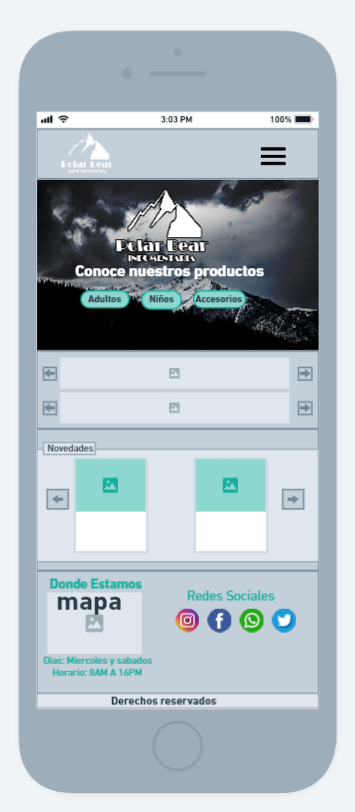 3:03 PM
100%
Polar Bear
INDUMENTARIA
Polar Bear
INDUMENTARIA
Conoce nuestros productos
Adultos Niños Accesorios
Novedades
Donde Estamos
mapa
Redes Sociales
Dias: Miercoles y sabados
Horario: 8AM A 16PM
Derechos reservados